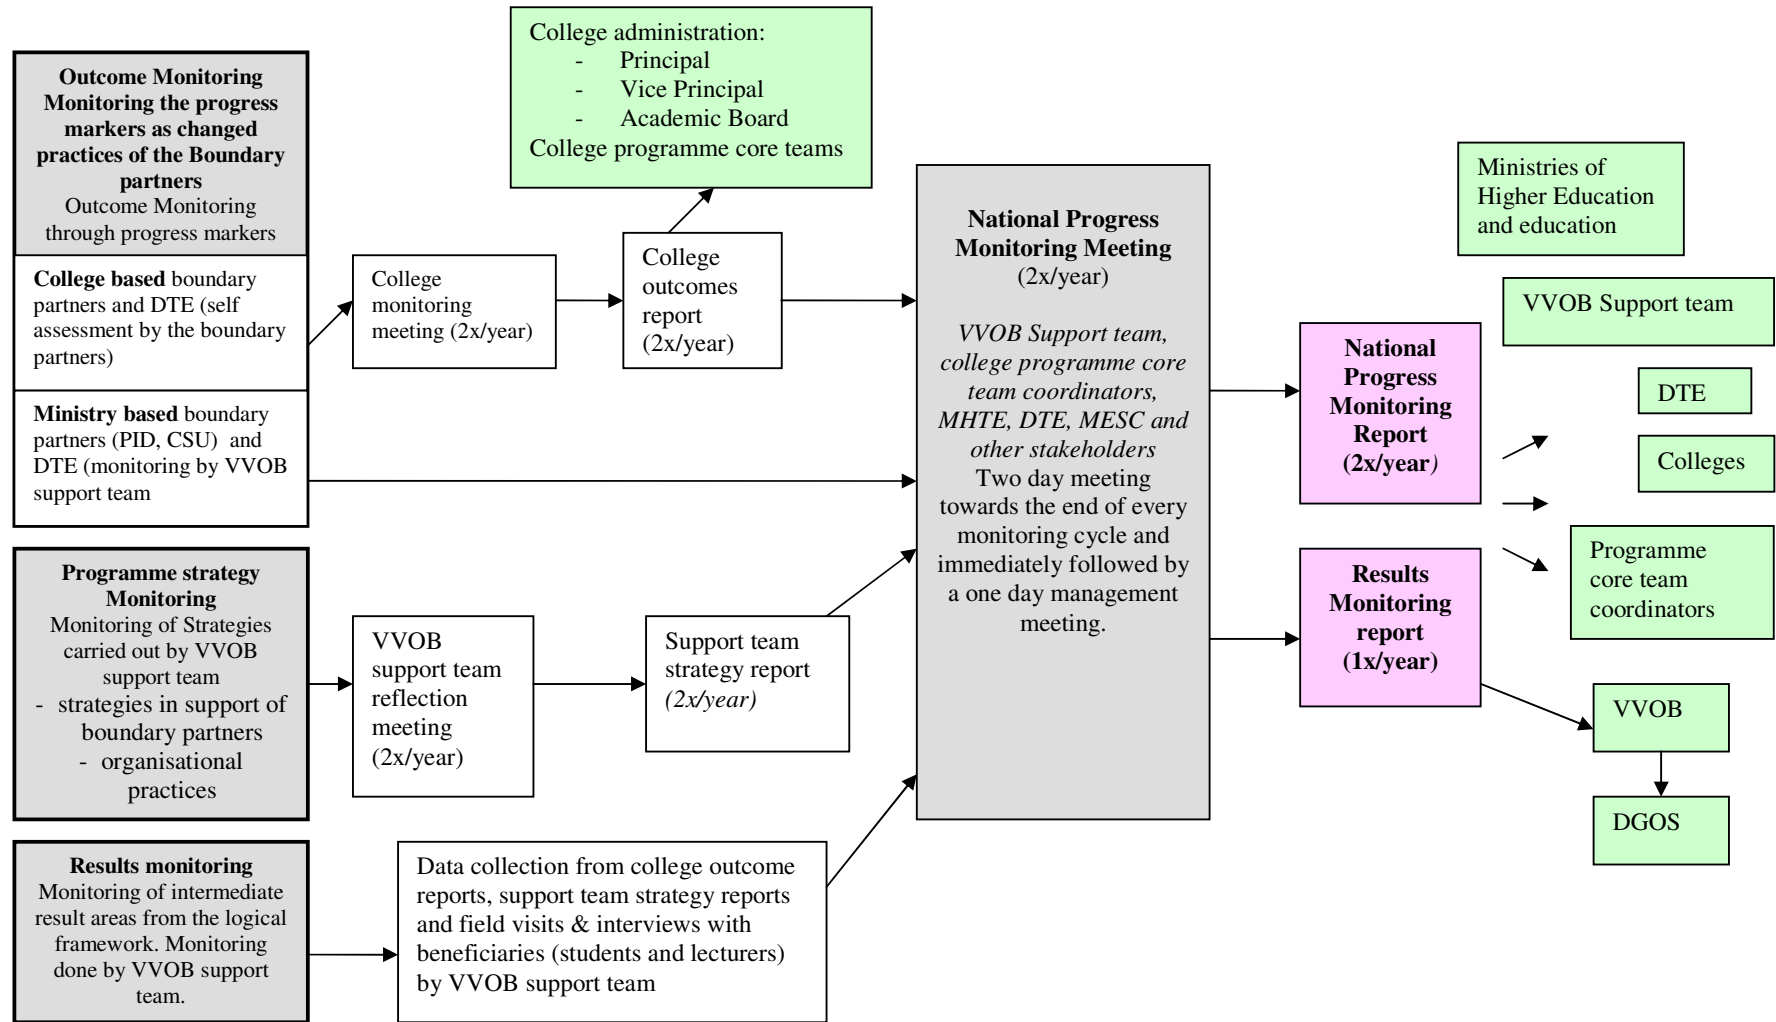 College administration:
- Principal
- Vice Principal
- Academic Board
College programme core teams
Outcome Monitoring
Monitoring the progress
markers as changed
practices of the Boundary
partners
Outcome Monitoring
through progress markers
College based boundary
partners and DTE (self
assessment by the boundary
partners)
Ministry based boundary
partners (PID, CSU) and
DTE (monitoring by VVOB
support team
College
monitoring
meeting (2x/year)
College
outcomes
report
(2x/year)
Programme strategy
Monitoring
Monitoring of Strategies
carried out by VVOB
support team
- strategies in support of
boundary partners
- organisational
practices
VVOB
support team
reflection
meeting
(2x/year)
Support team
strategy report
(2x/year)
Results monitoring
Monitoring of intermediate
result areas from the logical
framework. Monitoring
done by VVOB support
team.
Data collection from college outcome
reports, support team strategy reports
and field visits & interviews with
beneficiaries (students and lecturers)
by VVOB support team
National Progress
Monitoring Meeting
(2x/year)
VVOB Support team,
college programme core
team coordinators,
MHTE, DTE, MESC and
other stakeholders
Two day meeting
towards the end of every
monitoring cycle and
immediately followed by
a one day management
meeting.
National
Progress
Monitoring
Report
(2x/year)
Results
Monitoring
report
(1x/year)
Ministries of
Higher Education
and education
VVOB Support team
DTE
Colleges
Programme
core team
coordinators
VVOB
DGOS